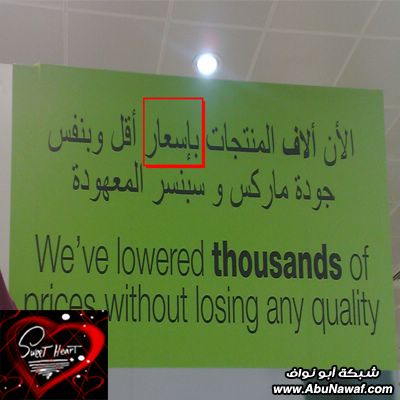 الأن ألاف المنتجات بإسعار أقل وبنفس
جودة ماركس و سبنسر المعهودة
We've lowered thousands of
prices without losing any quality
Sweet Heart
شبكة أبو نواف
www.AbuNawaf.com